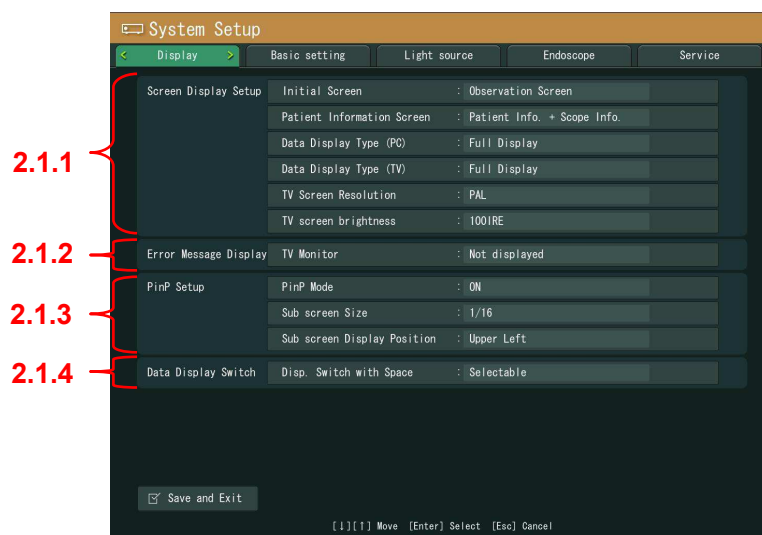 System Setup
< Display > Basic setting Light source Endoscope Service
2.1.1
Screen Display Setup Initial Screen : Observation Screen
Patient Information Screen : Patient Info. + Scope Info.
Data Display Type (PC) : Full Display
Data Display Type (TV) : Full Display
TV Screen Resolution : PAL
TV screen brightness : 100IRE
2.1.2
Error Message Display TV Monitor : Not displayed
2.1.3
PinP Setup PinP Mode : ON
Sub screen Size : 1/16
Sub screen Display Position : Upper Left
2.1.4
Data Display Switch Disp. Switch with Space : Selectable
Save and Exit
[↓][↑] Move [Enter] Select [Esc] Cancel